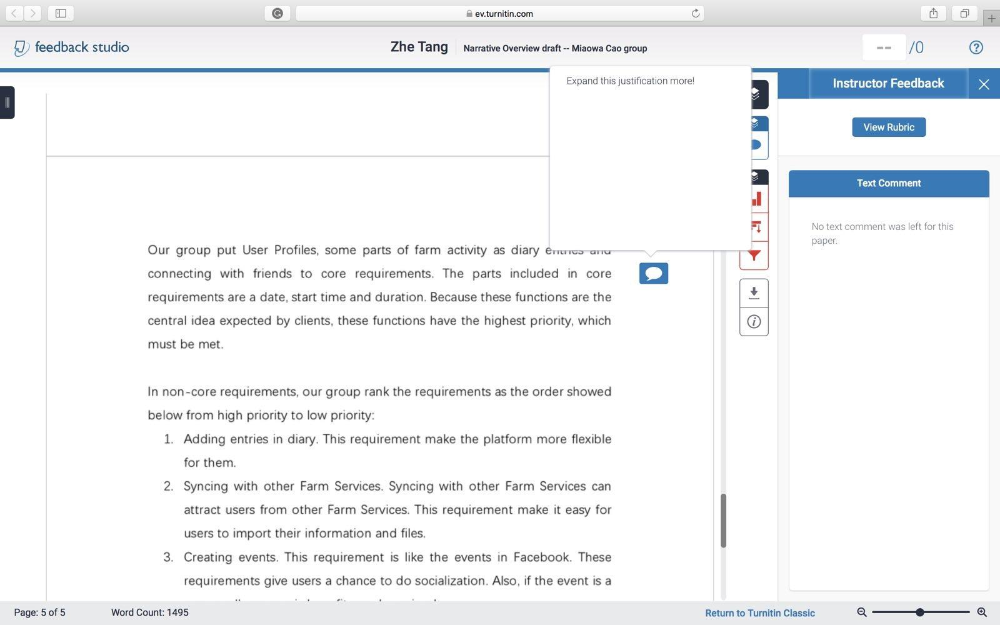 ev.turnitin.com
feedback studio
Zhe Tang
Narrative Overview draft -- Miaowa Cao group
-- /0
Expand this justification more!
Instructor Feedback
View Rubric
Text Comment
No text comment was left for this
paper.
Our group put User Profiles, some parts of farm activity as diary entries and
connecting with friends to core requirements. The parts included in core
requirements are a date, start time and duration. Because these functions are the
central idea expected by clients, these functions have the highest priority, which
must be met.
In non-core requirements, our group rank the requirements as the order showed
below from high priority to low priority:
1. Adding entries in diary. This requirement make the platform more flexible
for them.
2. Syncing with other Farm Services. Syncing with other Farm Services can
attract users from other Farm Services. This requirement make it easy for
users to import their information and files.
3. Creating events. This requirement is like the events in Facebook. These
requirements give users a chance to do socialization. Also, if the event is a
Page: 5 of 5
Word Count: 1495
Return to Turnitin Classic